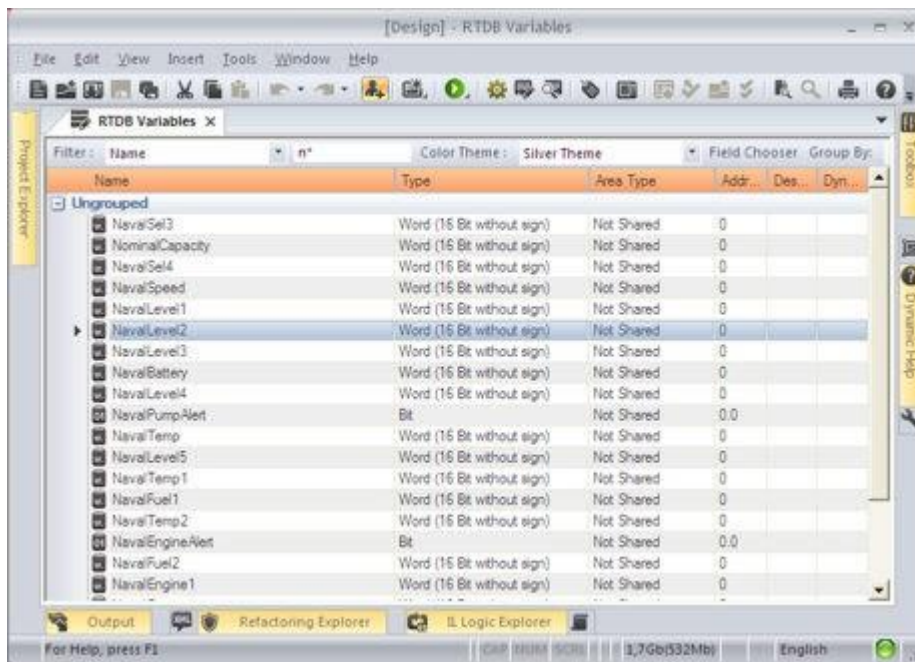 [Design] - RTDB Variables
File Edit View Insert Tools Window Help
RTDB Variables X
Project Explorer
Toolbox
Dynamic Help
Filter : Name n* Color Theme : Silver Theme Field Chooser Group By:
Name Type Area Type Addr... Des... Dyn...
Ungrouped
NavalSel3 Word (16 Bit without sign) Not Shared 0
NominalCapacity Word (16 Bit without sign) Not Shared 0
NavalSel4 Word (16 Bit without sign) Not Shared 0
NavalSpeed Word (16 Bit without sign) Not Shared 0
NavalLevel1 Word (16 Bit without sign) Not Shared 0
NavalLevel2 Word (16 Bit without sign) Not Shared 0
NavalLevel3 Word (16 Bit without sign) Not Shared 0
NavalBattery Word (16 Bit without sign) Not Shared 0
NavalLevel4 Word (16 Bit without sign) Not Shared 0
NavalPumpAlert Bit Not Shared 0.0
NavalTemp Word (16 Bit without sign) Not Shared 0
NavalLevel5 Word (16 Bit without sign) Not Shared 0
NavalTemp1 Word (16 Bit without sign) Not Shared 0
NavalFuel1 Word (16 Bit without sign) Not Shared 0
NavalTemp2 Word (16 Bit without sign) Not Shared 0
NavalEngineAlert Bit Not Shared 0.0
NavalFuel2 Word (16 Bit without sign) Not Shared 0
NavalEngine1 Word (16 Bit without sign) Not Shared 0
Output Refactoring Explorer IL Logic Explorer
For Help, press F1 CAP NUM SCRL 1,7Gb(532Mb) English